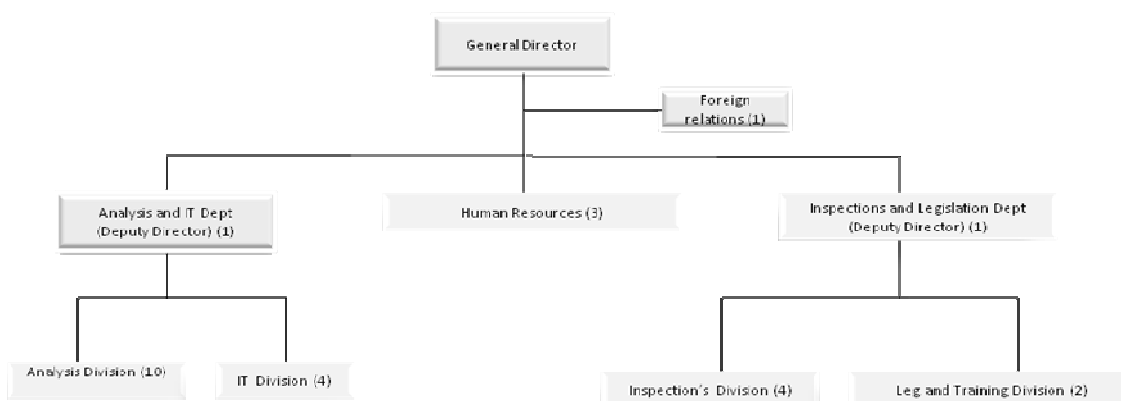 General Director
Foreign
relations (1)
Analysis and IT Dept
(Deputy Director) (1)
Human Resources (3)
Inspections and Legislation Dept
(Deputy Director) (1)
Analysis Division (10)
IT Division (4)
Inspection's Division (4)
Leg and Training Division (2)